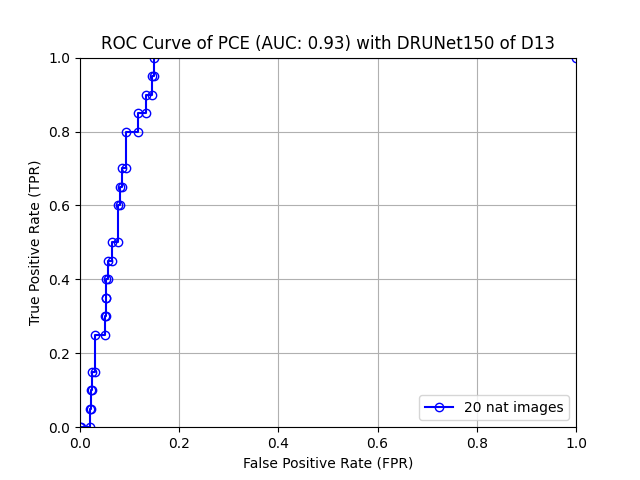 ROC Curve of PCE (AUC: 0.93) with DRUNet150 of D13
True Positive Rate (TPR)
1.0
0.8
0.6
0.4
0.2
0.0
20 nat images
0.0 0.2 0.4 0.6 0.8 1.0
False Positive Rate (FPR)